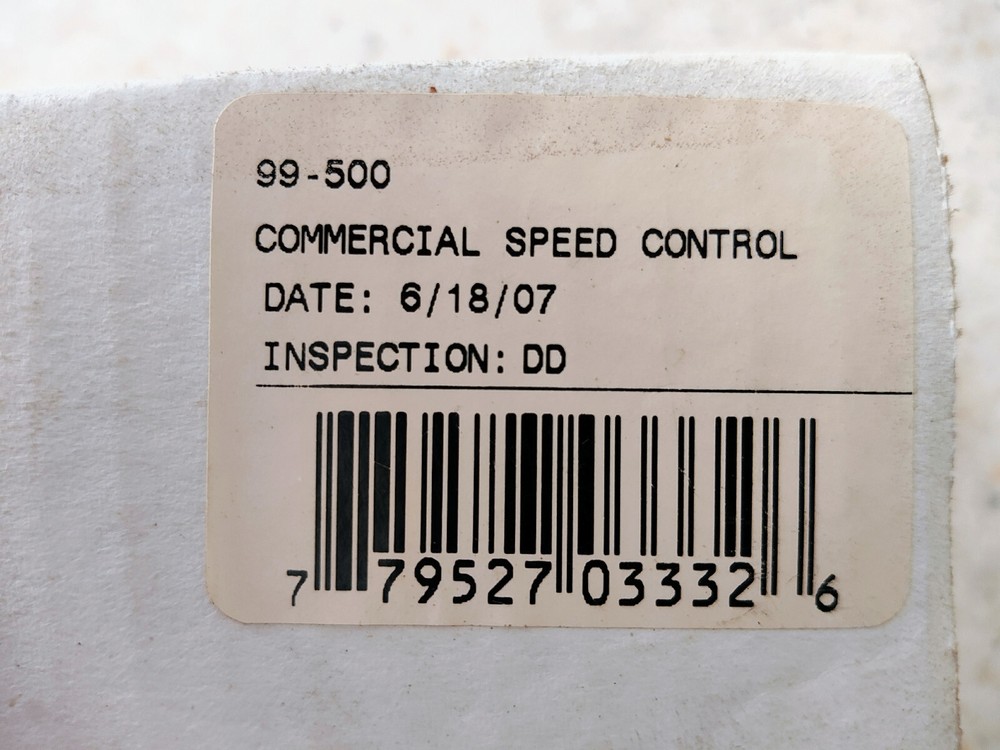 99-500
COMMERCIAL SPEED CONTROL
DATE: 6/18/07
INSPECTION: DD
7 79527 03332 6